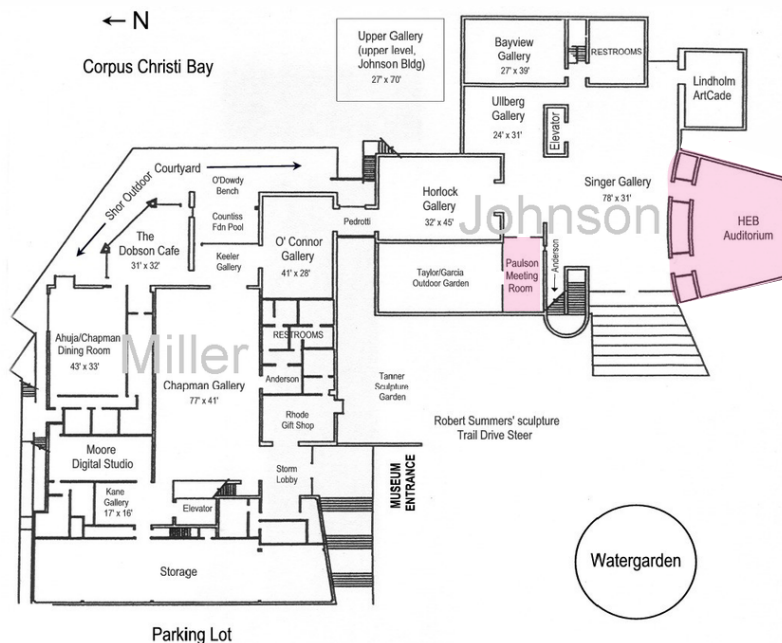 N
Corpus Christi Bay
Upper Gallery
(upper level,
Johnson Bldg)
27' x 70'
Bayview
Gallery
27' x 39'
RESTROOMS
Lindholm
ArtCade
Ullberg
Gallery
24' x 31'
Elevator
Shor Outdoor
Courtyard
O'Dowdy
Bench
Countiss
Fdn Pool
Keeler
Gallery
The
Dobson Cafe
31' x 32'
O' Connor
Gallery
41' x 28'
Pedrotti
Horlock
Gallery
32' x 45'
Johnson
Singer Gallery
78' x 31'
HEB
Auditorium
Taylor/Garcia
Outdoor Garden
Paulson
Meeting
Room
Anderson
Ahuja/Chapman
Dining Room
43' x 33'
Miller
Chapman Gallery
77' x 41'
RESTROOMS
Anderson
Rhode
Gift Shop
Tanner
Sculpture
Garden
Robert Summers' sculpture
Trail Drive Steer
Moore
Digital Studio
Kane
Gallery
17' x 16'
Elevator
Storm
Lobby
MUSEUM
ENTRANCE
Storage
Watergarden
Parking Lot